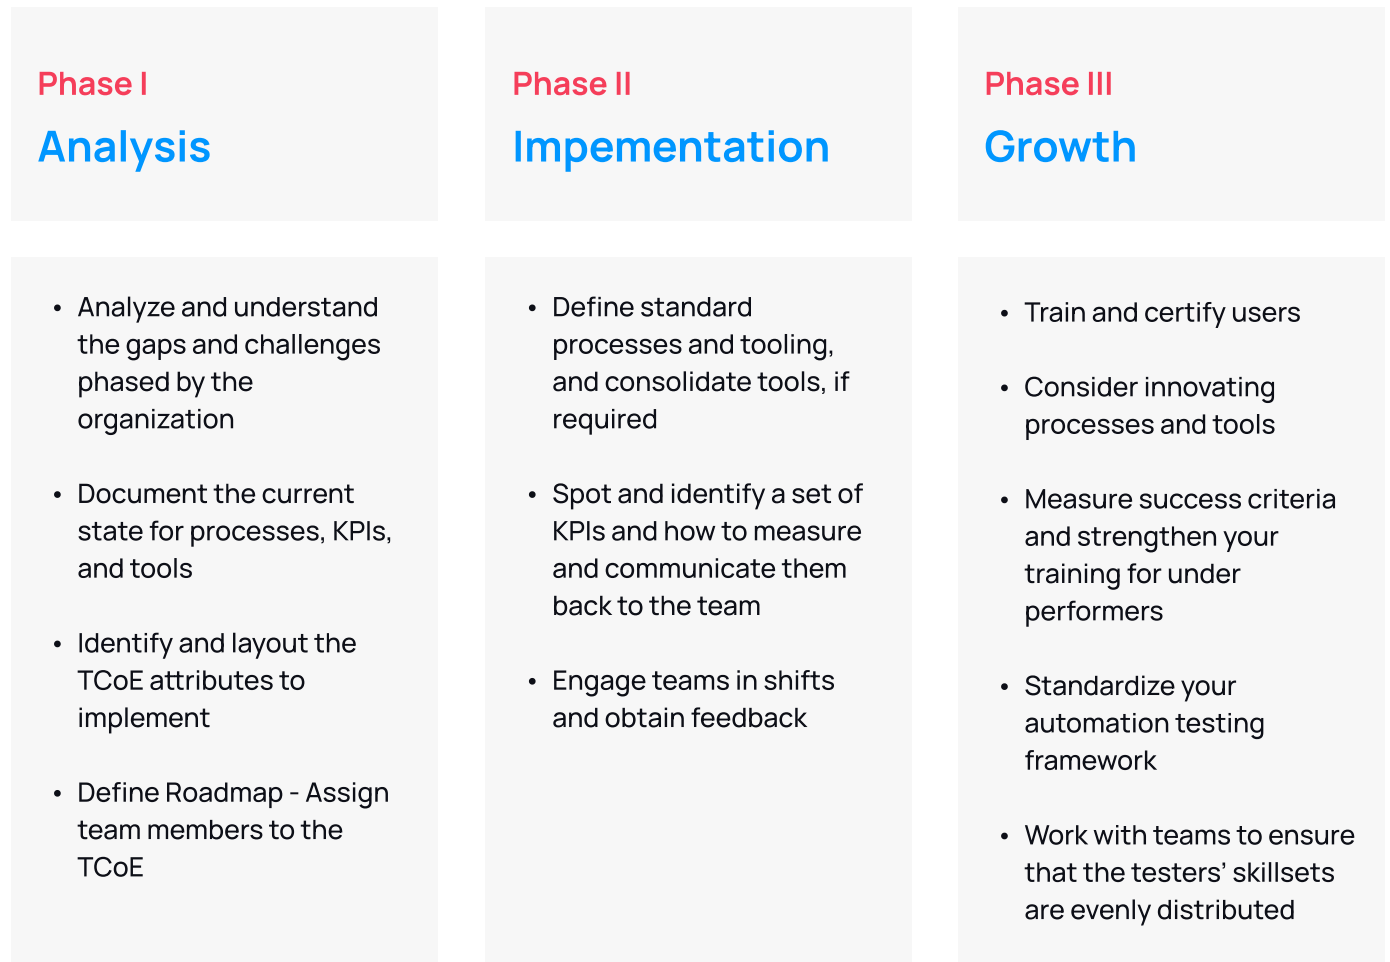 Phase I
Analysis
• Analyze and understand
the gaps and challenges
phased by the
organization
• Document the current
state for processes, KPIs,
and tools
• Identify and layout the
TCoE attributes to
implement
• Define Roadmap - Assign
team members to the
TCoE
Phase II
Impementation
• Define standard
processes and tooling,
and consolidate tools, if
required
• Spot and identify a set of
KPIs and how to measure
and communicate them
back to the team
• Engage teams in shifts
and obtain feedback
Phase III
Growth
• Train and certify users
• Consider innovating
processes and tools
• Measure success criteria
and strengthen your
training for under
performers
• Standardize your
automation testing
framework
• Work with teams to ensure
that the testers’ skillsets
are evenly distributed